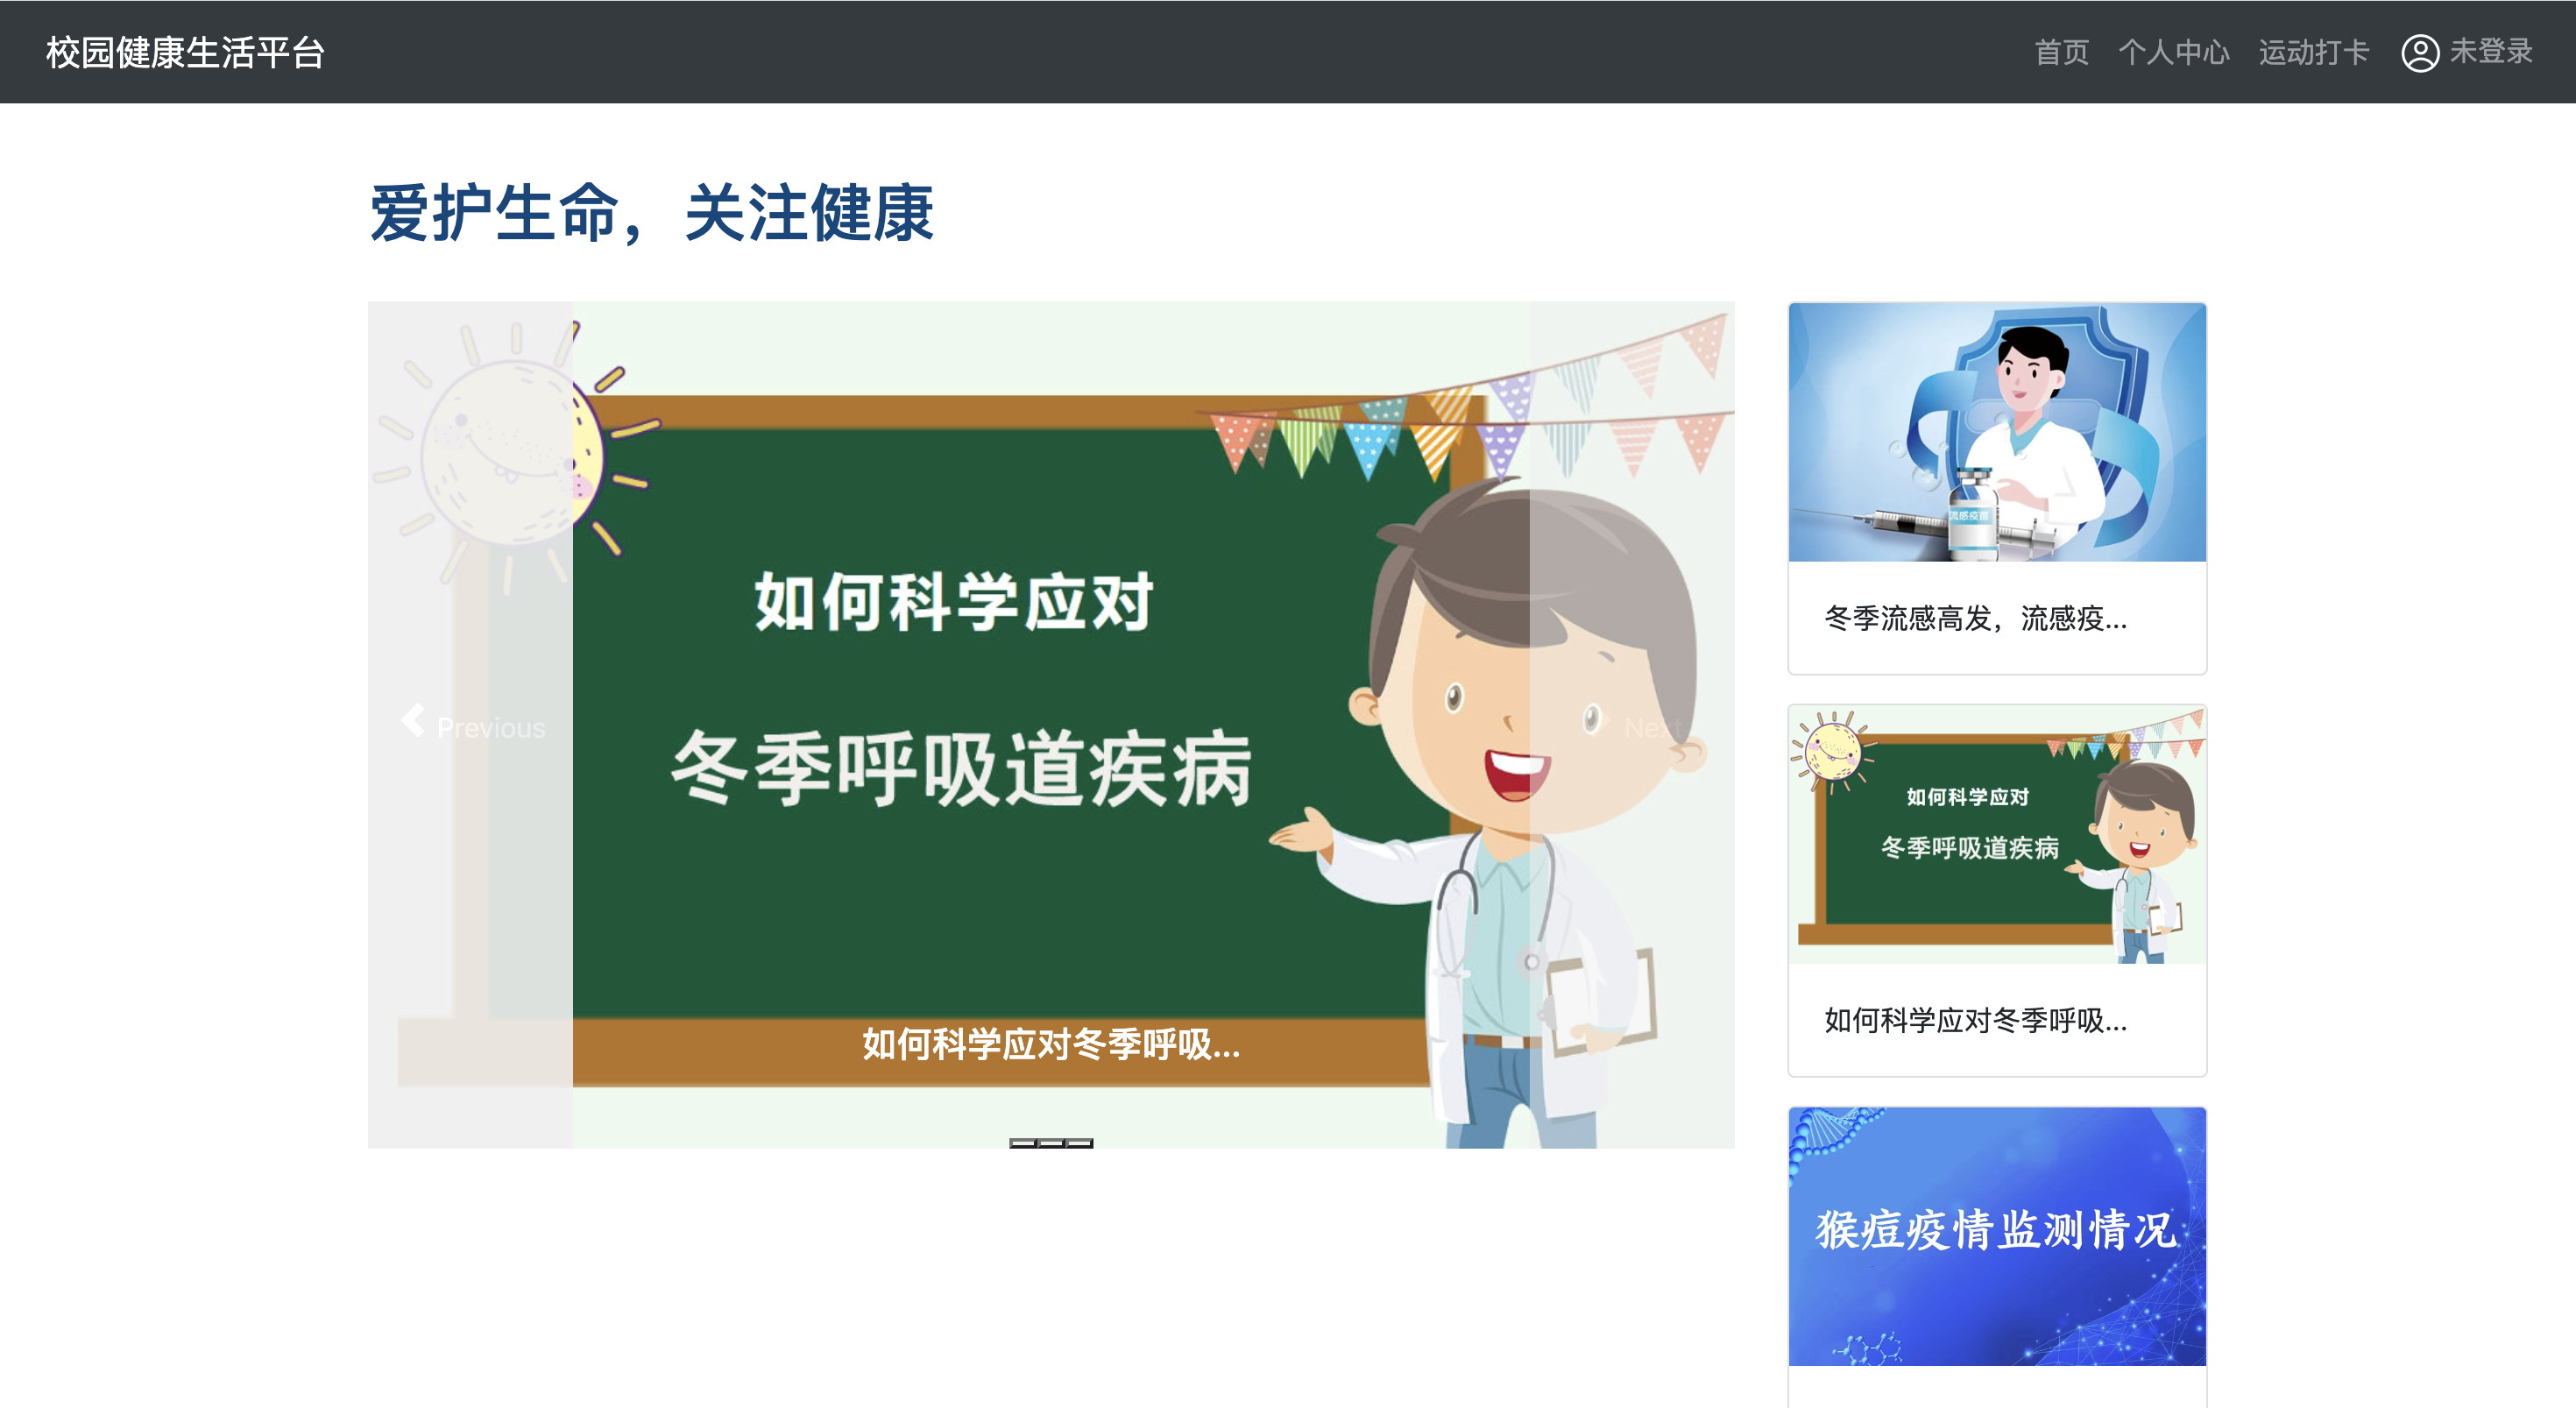 校园健康生活平台
首页 个人中心 运动打卡 未登录
爱护生命，关注健康
如何科学应对
冬季呼吸道疾病
Previous
Next
如何科学应对冬季呼吸...
流感疫苗
冬季流感高发，流感疫...
如何科学应对
冬季呼吸道疾病
如何科学应对冬季呼吸...
猴痘疫情监测情况